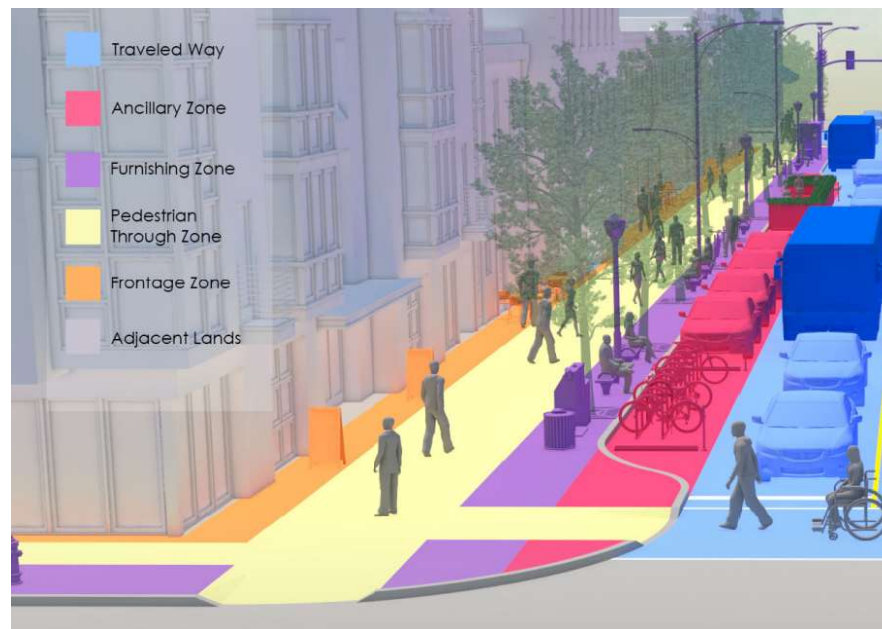 Traveled Way
Ancillary Zone
Furnishing Zone
Pedestrian
Through Zone
Frontage Zone
Adjacent Lands